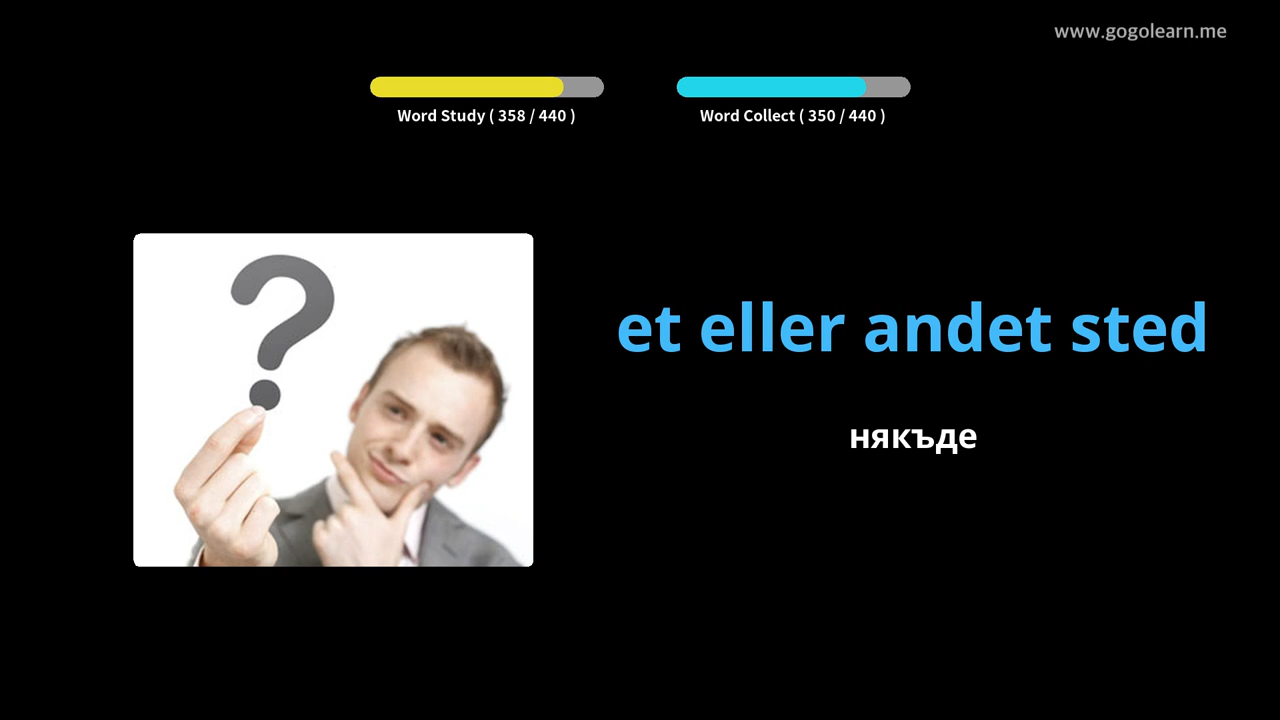 www.gogolearn.me
Word Study ( 358 / 440 )
Word Collect ( 350 / 440 )
?
et eller andet sted
някъде